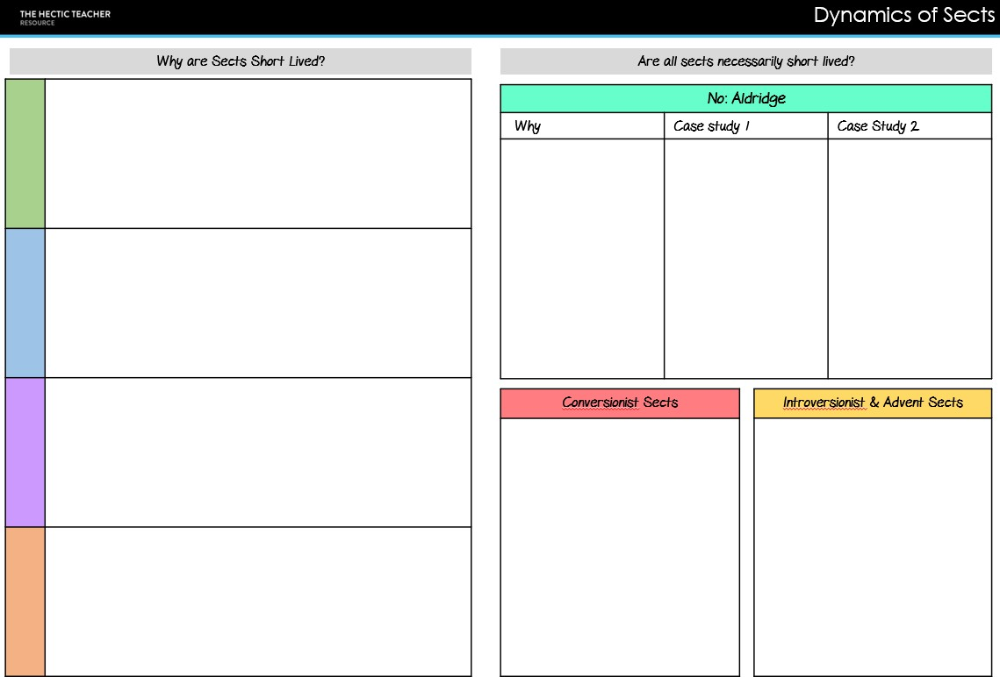 THE HECTIC TEACHER
RESOURCE
Dynamics of Sects
Why are Sects Short Lived?
Are all sects necessarily short lived?
No: Aldridge
Why
Case study 1
Case Study 2
Conversionist Sects
Introversionist & Advent Sects